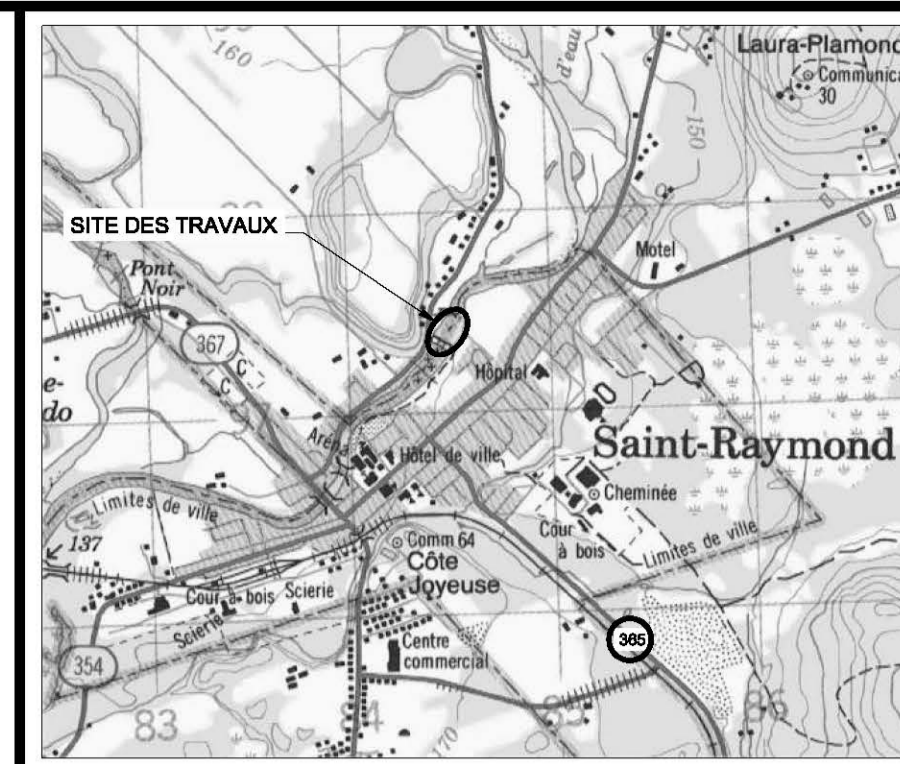 Laura-Plamond
Communica
30
160
d'eau
150
SITE DES TRAVAUX
Motel
Pont
Noir
367
C
C
Hôpital
e-
do
Aréna
Hôtel de ville
Saint-Raymond
Cheminée
Limites de ville
Cour
à bois
Limites de ville
137
Comm 64
Côte
Joyeuse
Cour à bois
Scierie
Scierie
365
Centre
commercial
354
83
170
86